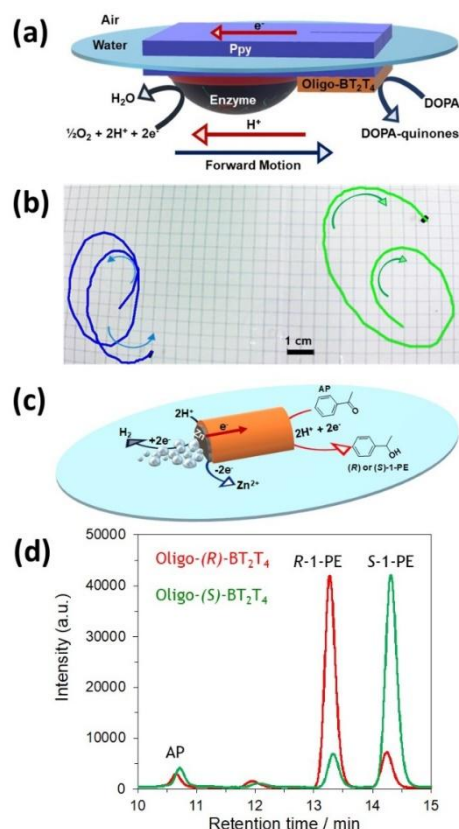 (a)
Air
Water
e⁻
Ppy
H₂O
Enzyme
Oligo-BT₂T₄
DOPA
½O₂ + 2H⁺ + 2e⁻
H⁺
DOPA-quinones
Forward Motion
(b)
1 cm
(c)
AP
O
2H⁺
Zn
e⁻
H₂
+2e⁻
2H⁺ + 2e⁻
OH
-2e⁻
Zn²⁺
(R) or (S)-1-PE
(d)
Oligo-(R)-BT₂T₄
Oligo-(S)-BT₂T₄
R-1-PE
S-1-PE
AP
Intensity (a.u.)
50000
40000
30000
20000
10000
0
10 11 12 13 14 15
Retention time / min